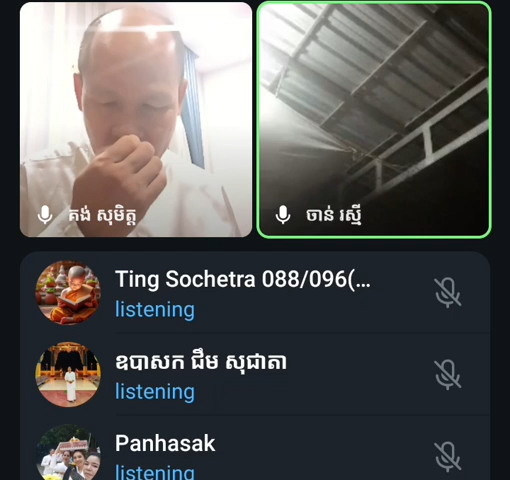 គង់ សុមិត្ត
ចាន់ រស្មី
Ting Sochetra 088/096(...
listening
ឧបាសក ជឹម សុជាតា
listening
Panhasak
listening